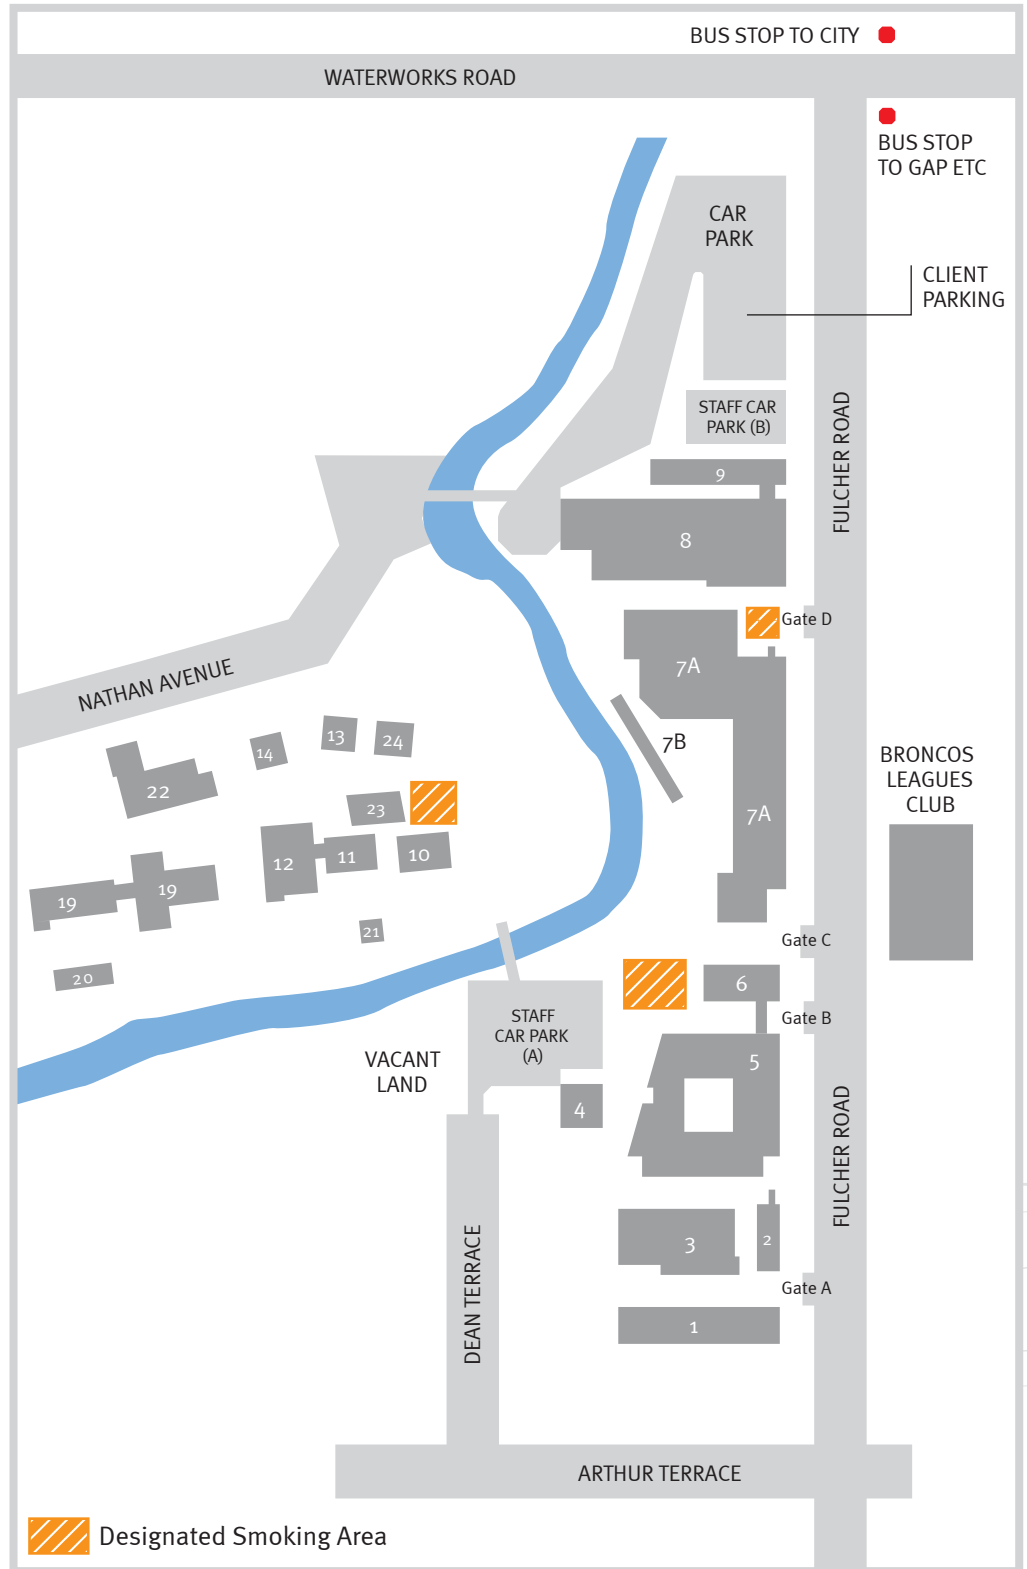 BUS STOP TO CITY
WATERWORKS ROAD
BUS STOP
TO GAP ETC
CAR
PARK
CLIENT
PARKING
STAFF CAR
PARK (B)
FULCHER ROAD
9
8
Gate D
7A
NATHAN AVENUE
13
24
14
7B
22
BRONCOS
LEAGUES
CLUB
23
7A
12
11
10
19
19
21
Gate C
20
6
STAFF
CAR PARK
(A)
Gate B
VACANT
LAND
5
4
FULCHER ROAD
DEAN TERRACE
3
2
Gate A
1
ARTHUR TERRACE
Designated Smoking Area